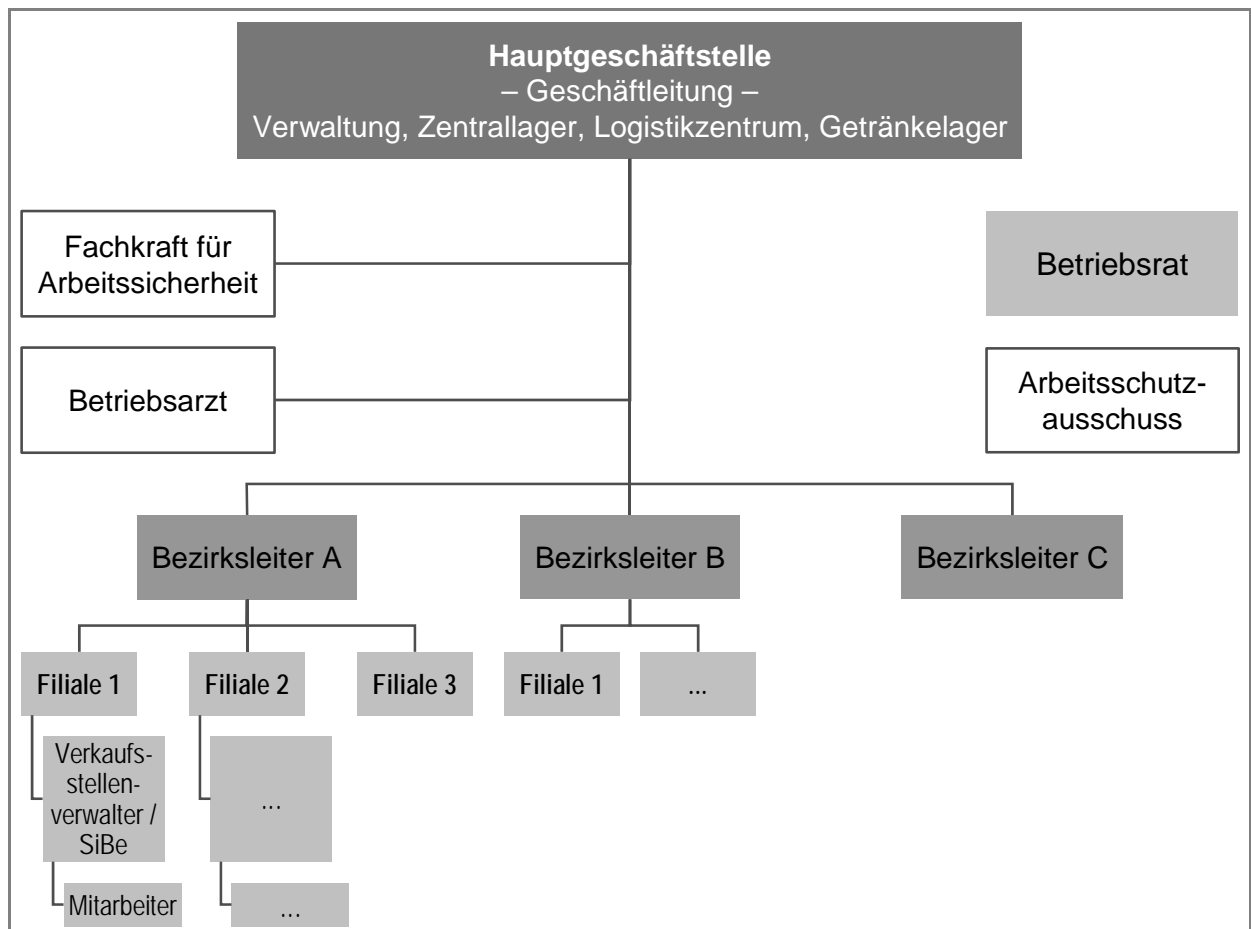 Hauptgeschäftstelle
– Geschäftleitung –
Verwaltung, Zentrallager, Logistikzentrum, Getränkelager
Fachkraft für
Arbeitssicherheit
Betriebsrat
Betriebsarzt
Arbeitsschutz-
ausschuss
Bezirksleiter A
Bezirksleiter B
Bezirksleiter C
Filiale 1
Filiale 2
Filiale 3
Filiale 1
...
Verkaufs-
stellen-
verwalter /
SiBe
...
Mitarbeiter
...